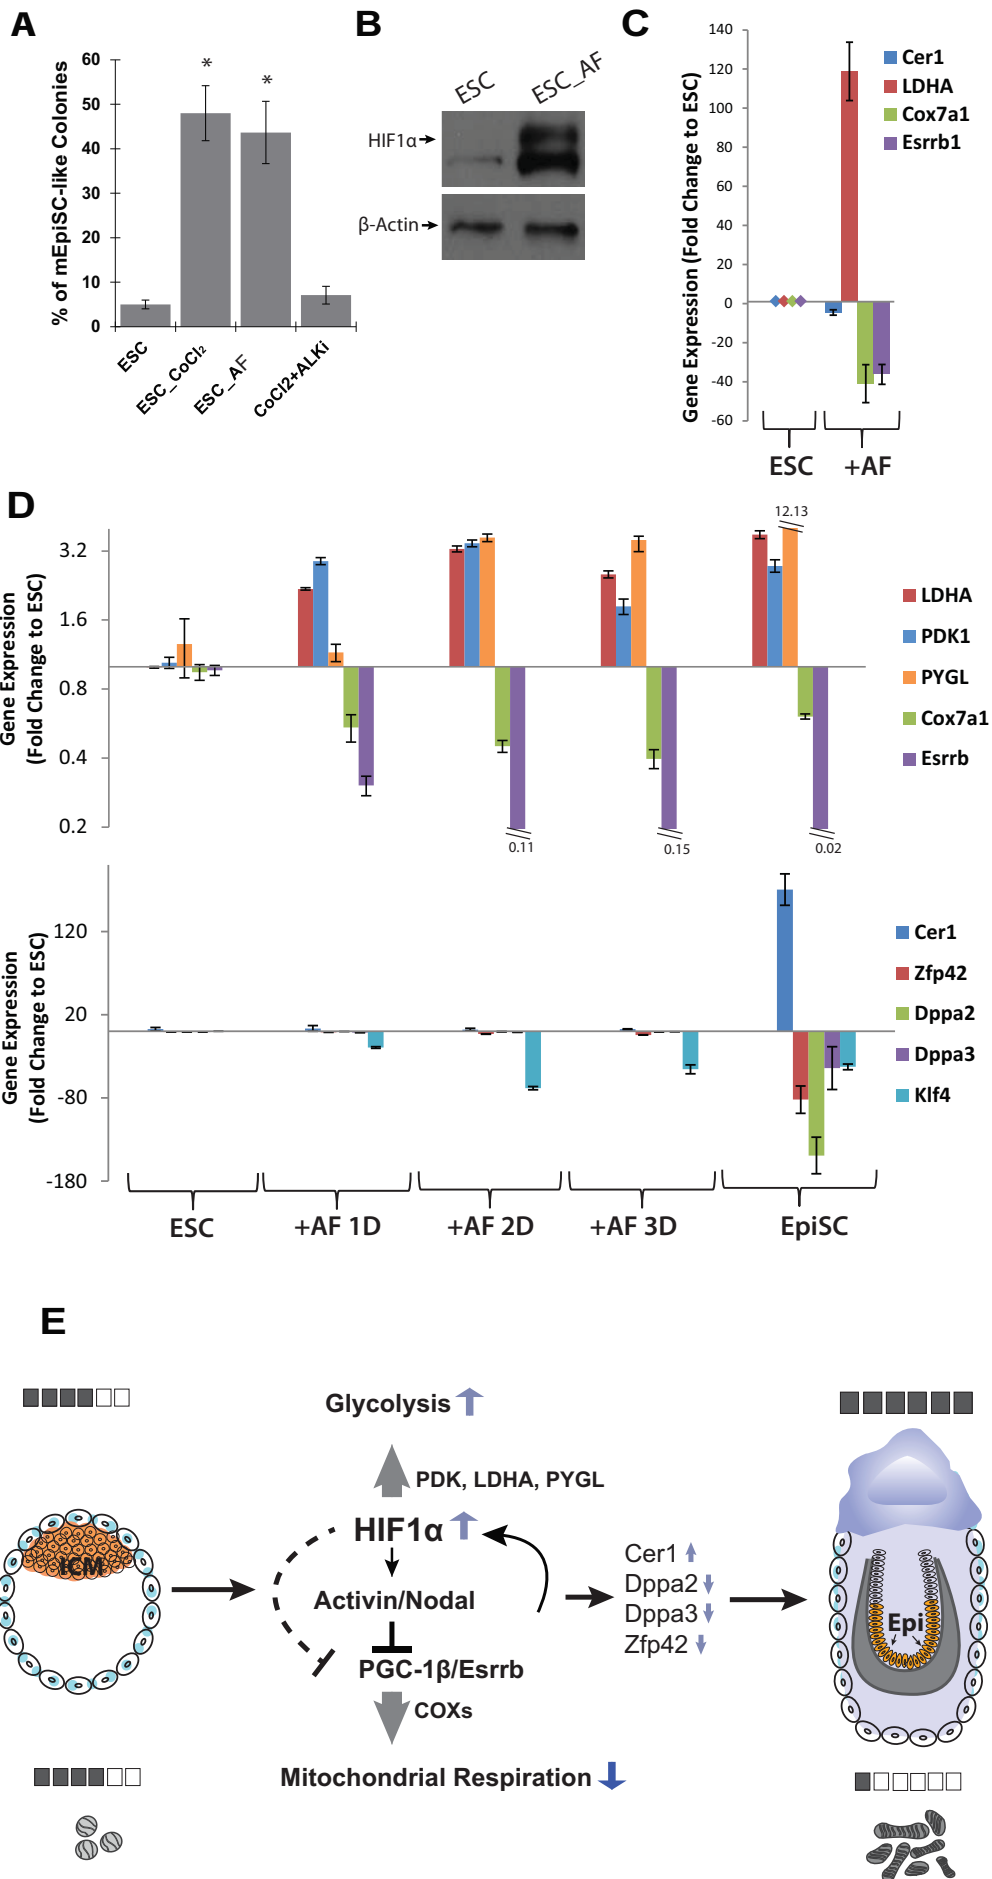 A
% of mEpiSC-like Colonies
60
50
40
30
20
10
0
*
*
ESC
ESC_CoCl₂
ESC_AF
CoCl2+ALKi
B
ESC
ESC_AF
HIF1α
β-Actin
C
Gene Expression (Fold Change to ESC)
140
120
100
80
60
40
20
0
-20
-40
-60
Cer1
LDHA
Cox7a1
Esrrb1
ESC
+AF
D
Gene Expression
(Fold Change to ESC)
3.2
1.6
0.8
0.4
0.2
12.13
0.11
0.15
0.02
LDHA
PDK1
PYGL
Cox7a1
Esrrb
Gene Expression
(Fold Change to ESC)
120
20
-80
-180
Cer1
Zfp42
Dppa2
Dppa3
Klf4
ESC
+AF 1D
+AF 2D
+AF 3D
EpiSC
E
Glycolysis
PDK, LDHA, PYGL
HIF1α
Activin/Nodal
PGC-1β/Esrrb
COXs
Mitochondrial Respiration
ICM
Cer1
Dppa2
Dppa3
Zfp42
Epi